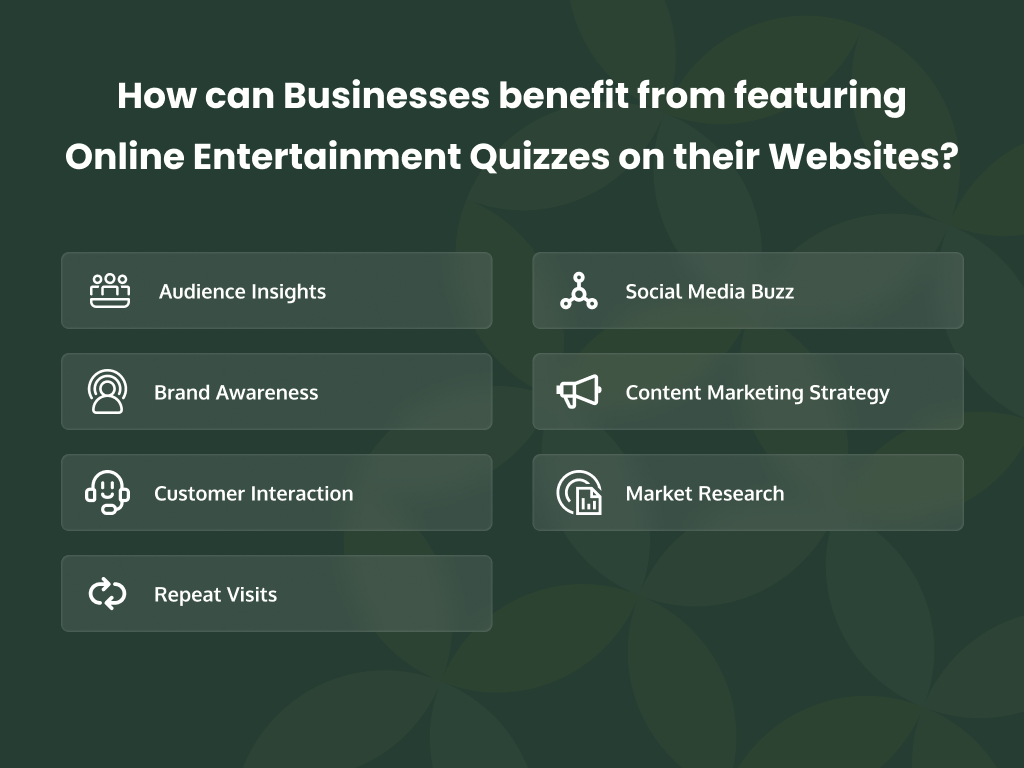 How can Businesses benefit from featuring
Online Entertainment Quizzes on their Websites?
Audience Insights
Social Media Buzz
Brand Awareness
Content Marketing Strategy
Customer Interaction
Market Research
Repeat Visits